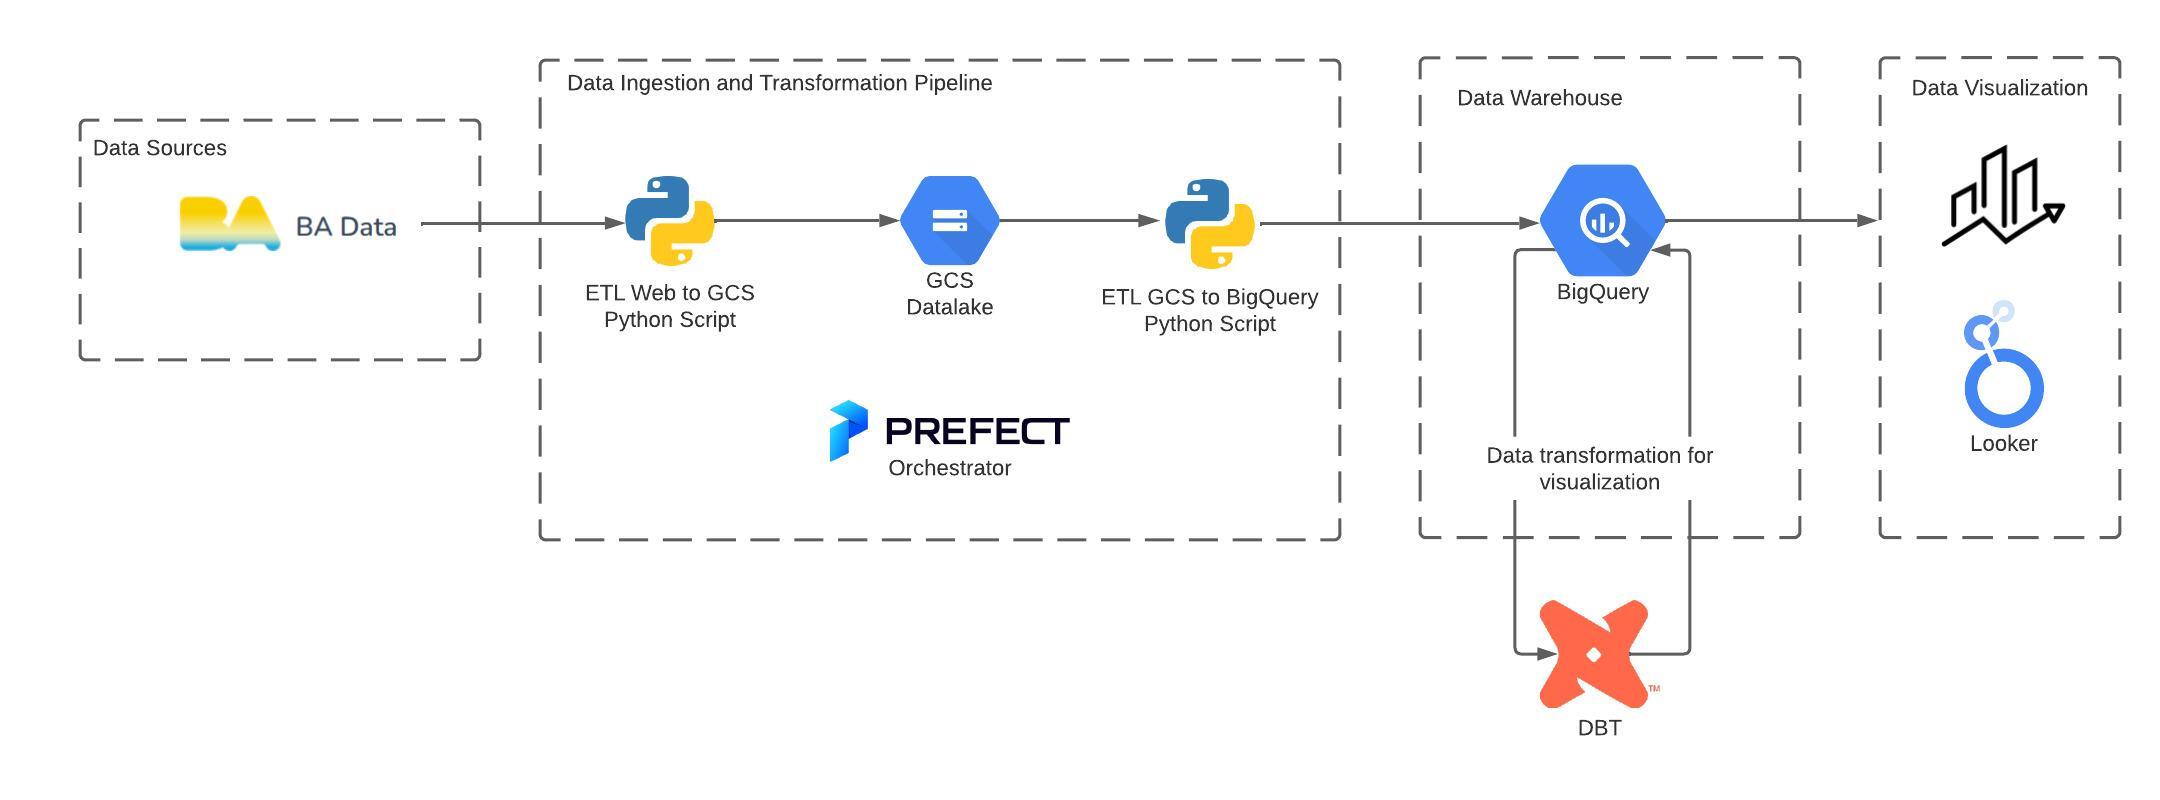 Data Sources
BA BA Data
Data Ingestion and Transformation Pipeline
ETL Web to GCS
Python Script
GCS
Datalake
ETL GCS to BigQuery
Python Script
PREFECT
Orchestrator
Data Warehouse
BigQuery
Data transformation for
visualization
TM
DBT
Data Visualization
Looker